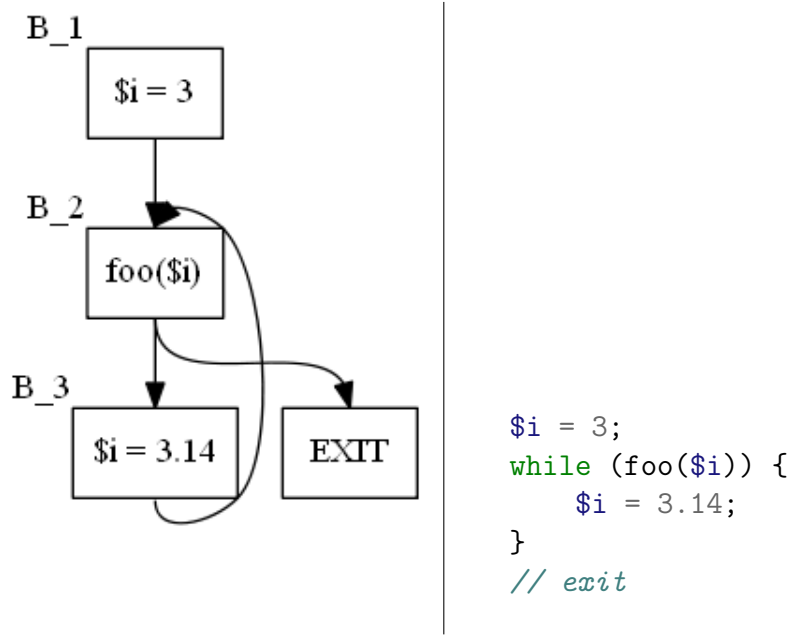 B_1
$i = 3
B_2
foo($i)
B_3
$i = 3.14
EXIT
$i = 3;
while (foo($i)) {
    $i = 3.14;
}
// exit